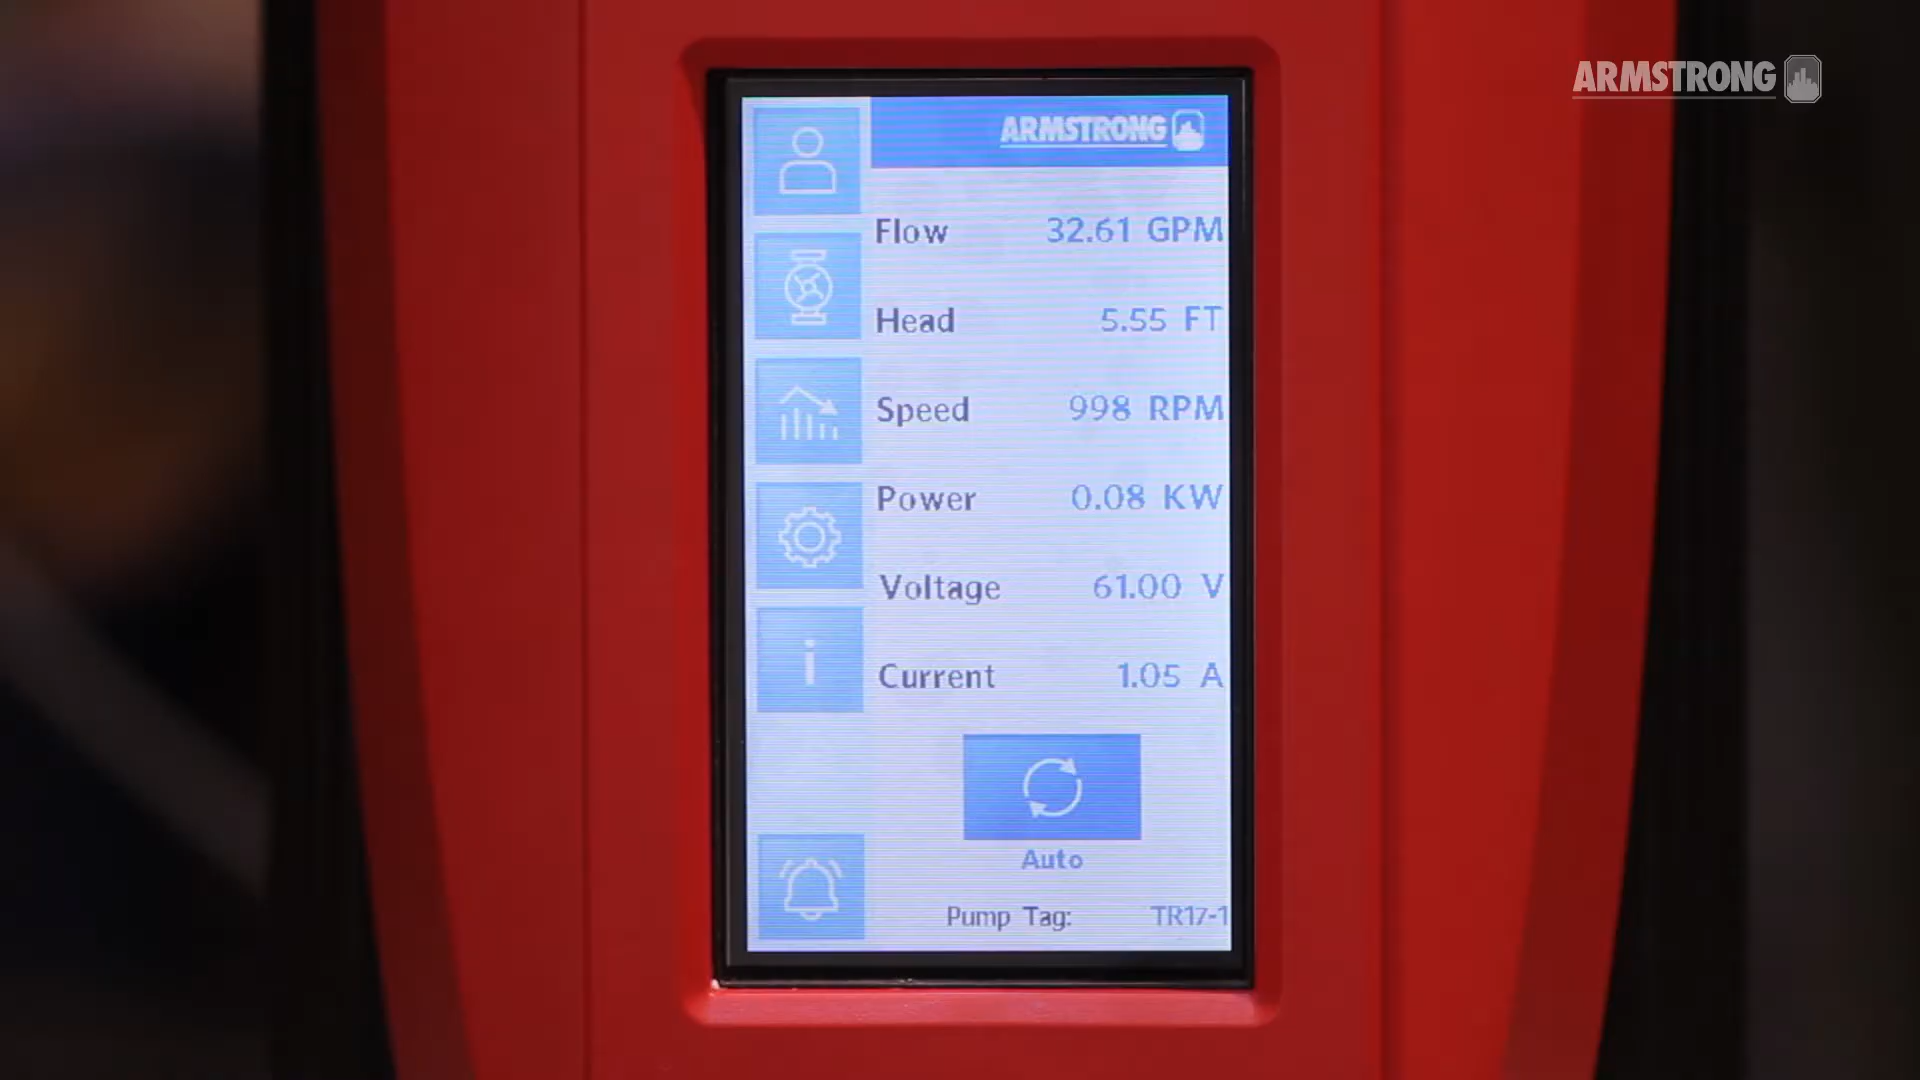 ARMSTRONG
ARMSTRONG
Flow 32.61 GPM
Head 5.55 FT
Speed 998 RPM
Power 0.08 KW
Voltage 61.00 V
i
Current 1.05 A
Auto
Pump Tag: TR17-1